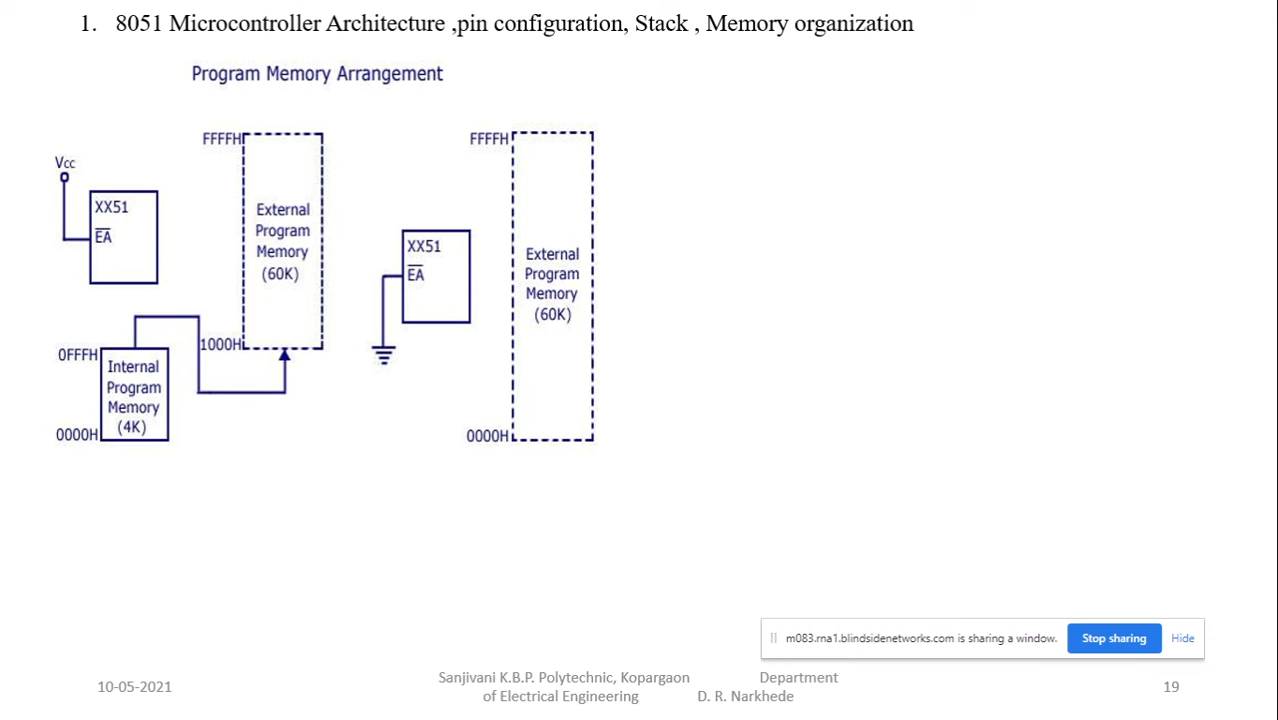 1. 8051 Microcontroller Architecture ,pin configuration, Stack , Memory organization
Program Memory Arrangement
FFFFH
Vcc
XX51
EA
External
Program
Memory
(60K)
1000H
0FFFH
Internal
Program
Memory
(4K)
0000H
FFFFH
XX51
EA
External
Program
Memory
(60K)
0000H
m083.rna1.blindsidenetworks.com is sharing a window.
Stop sharing
Hide
10-05-2021
Sanjivani K.B.P. Polytechnic, Kopargaon Department
of Electrical Engineering D. R. Narkhede
19